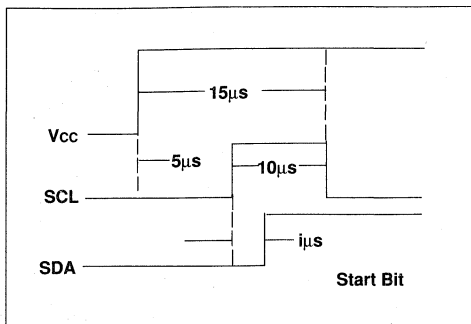 15μs
Vcc
5μs
10μs
SCL
iμs
SDA
Start Bit